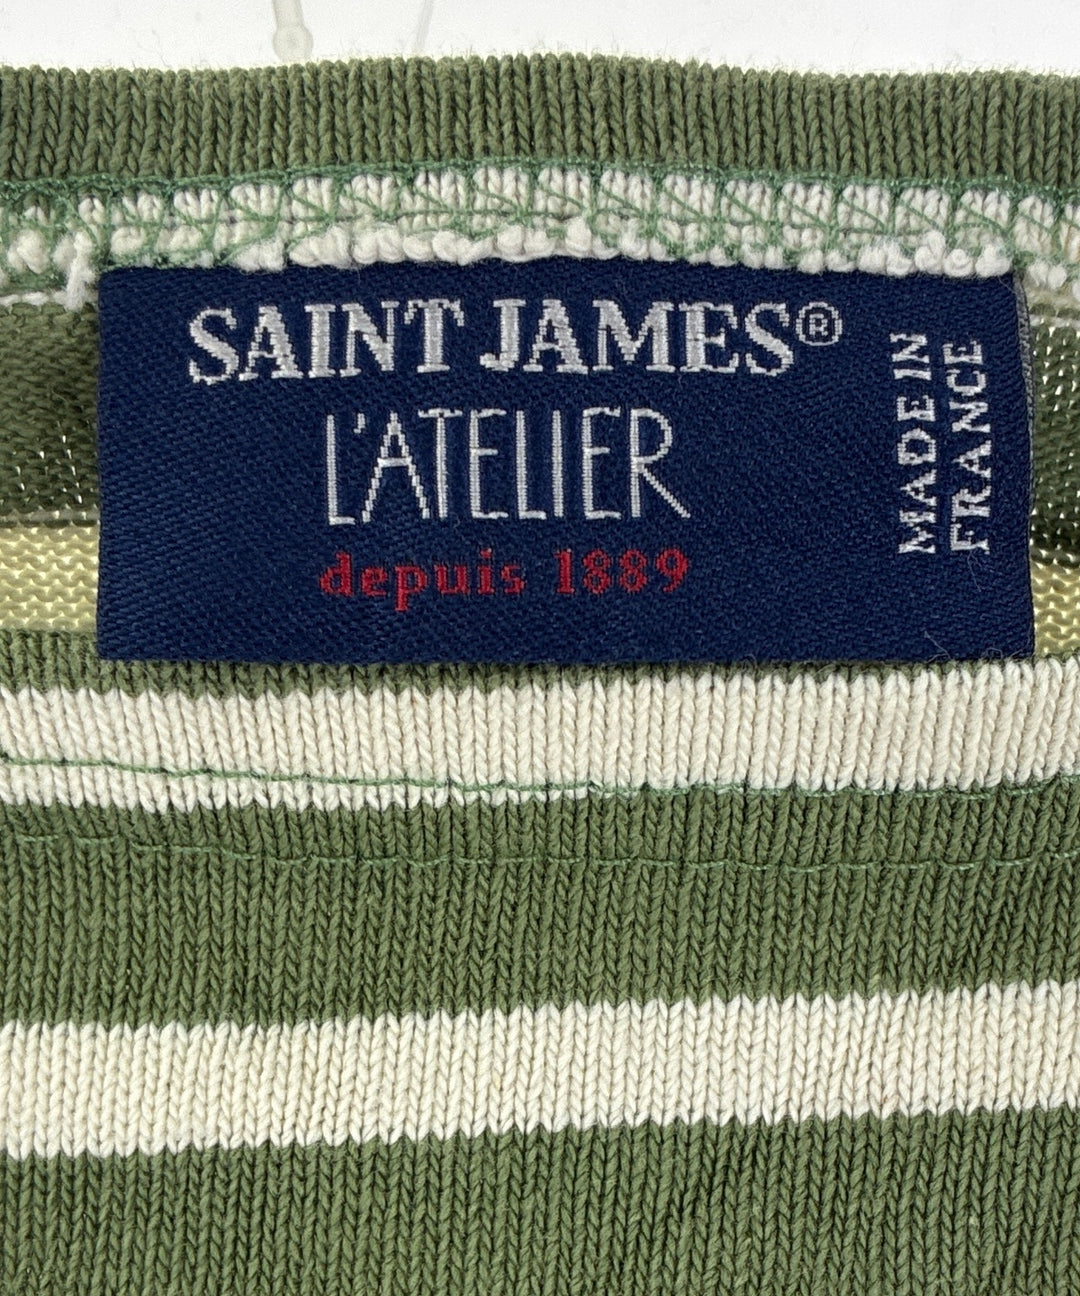 SAINT JAMES®
L'ATELIER
depuis 1889
MADE IN
FRANCE